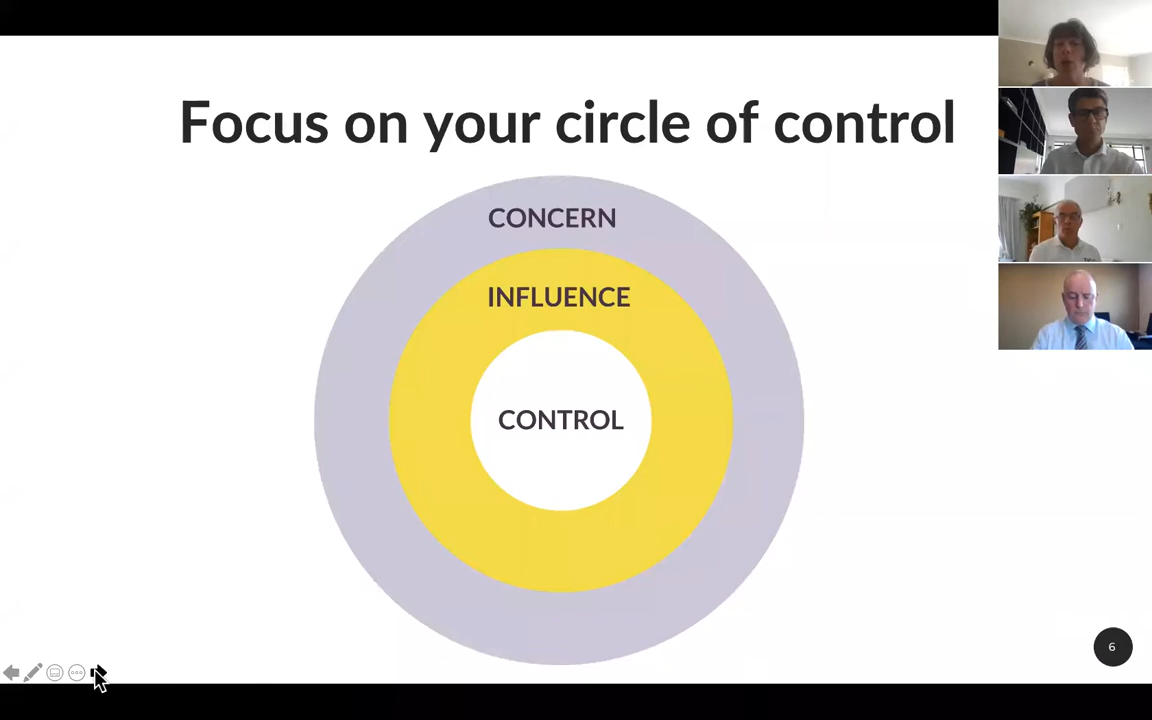 Focus on your circle of control
CONCERN
INFLUENCE
CONTROL
6